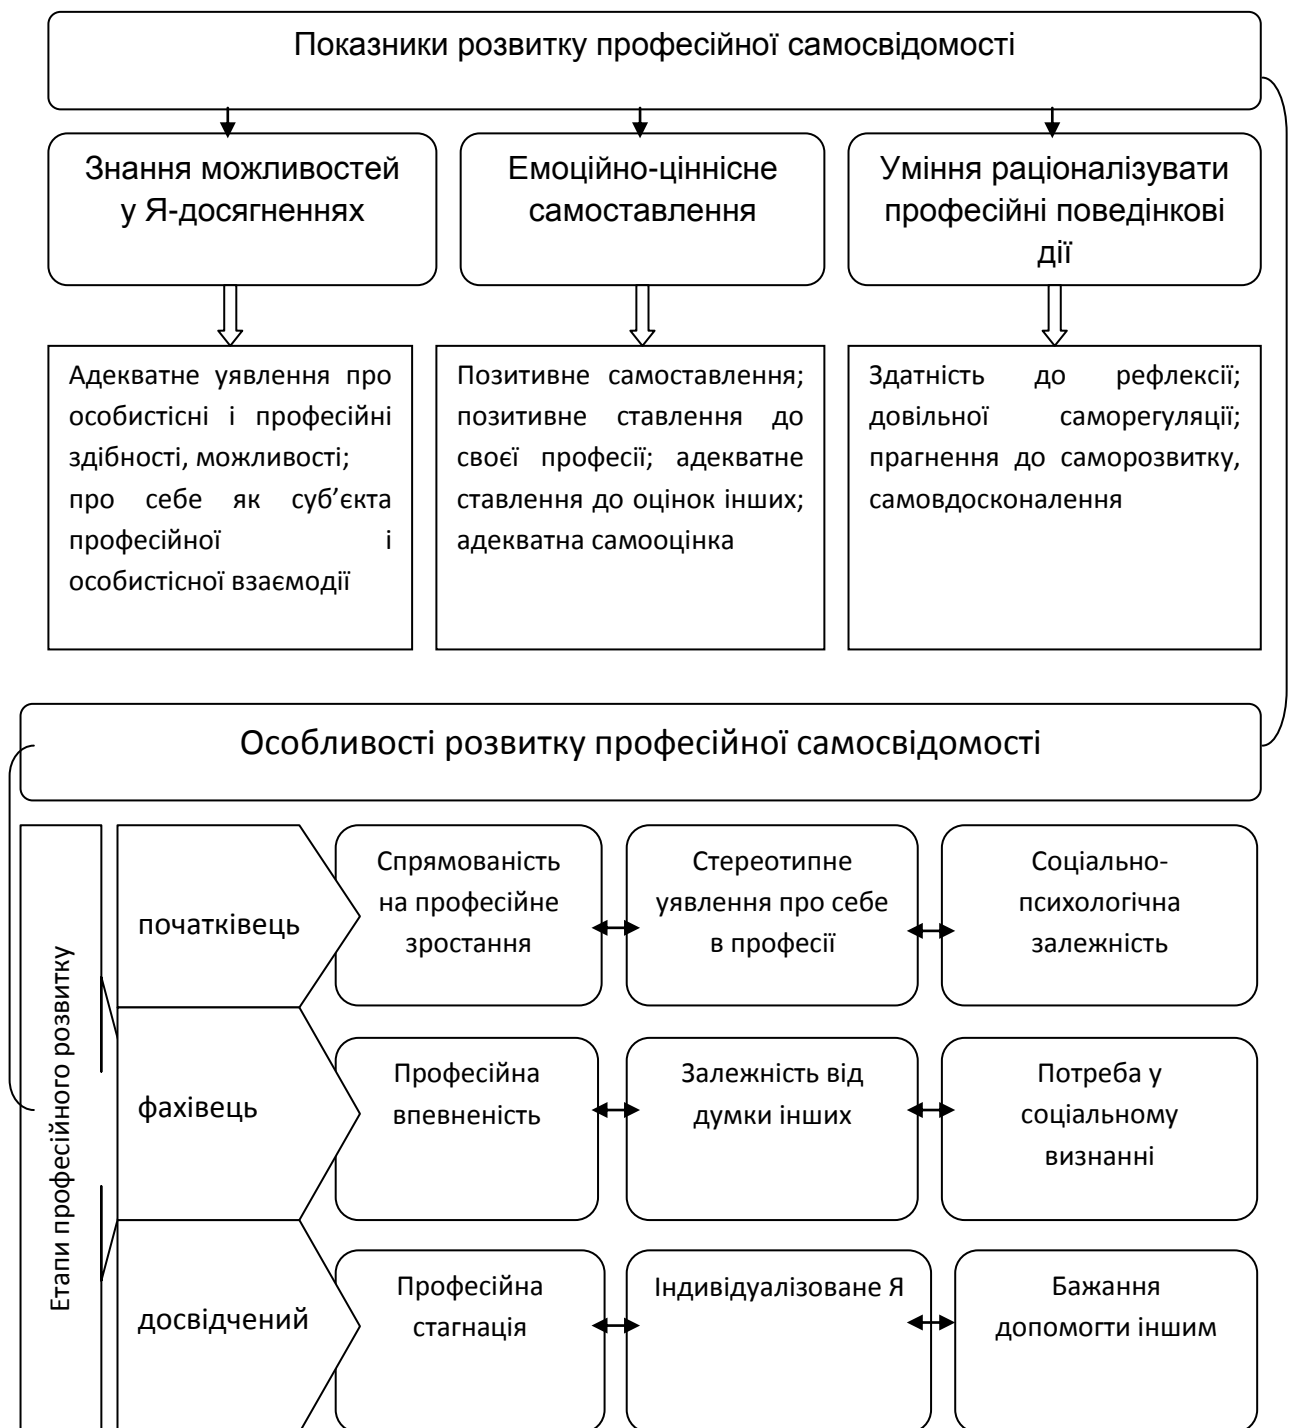 Показники розвитку професійної самосвідомості
Знання можливостей
у Я-досягненнях
Емоційно-ціннісне
самоставлення
Уміння раціоналізувати
професійні поведінкові
дії
Адекватне уявлення про
особистісні і професійні
здібності, можливості;
про себе як суб’єкта
професійної і
особистісної взаємодії
Позитивне самоставлення;
позитивне ставлення до
своєї професії; адекватне
ставлення до оцінок інших;
адекватна самооцінка
Здатність до рефлексії;
довільної саморегуляції;
прагнення до саморозвитку,
самовдосконалення
Особливості розвитку професійної самосвідомості
Етапи професійного розвитку
початківець
Спрямованість
на професійне
зростання
Стереотипне
уявлення про себе
в професії
Соціально-
психологічна
залежність
фахівець
Професійна
впевненість
Залежність від
думки інших
Потреба у
соціальному
визнанні
досвідчений
Професійна
стагнація
Індивідуалізоване Я
Бажання
допомогти іншим